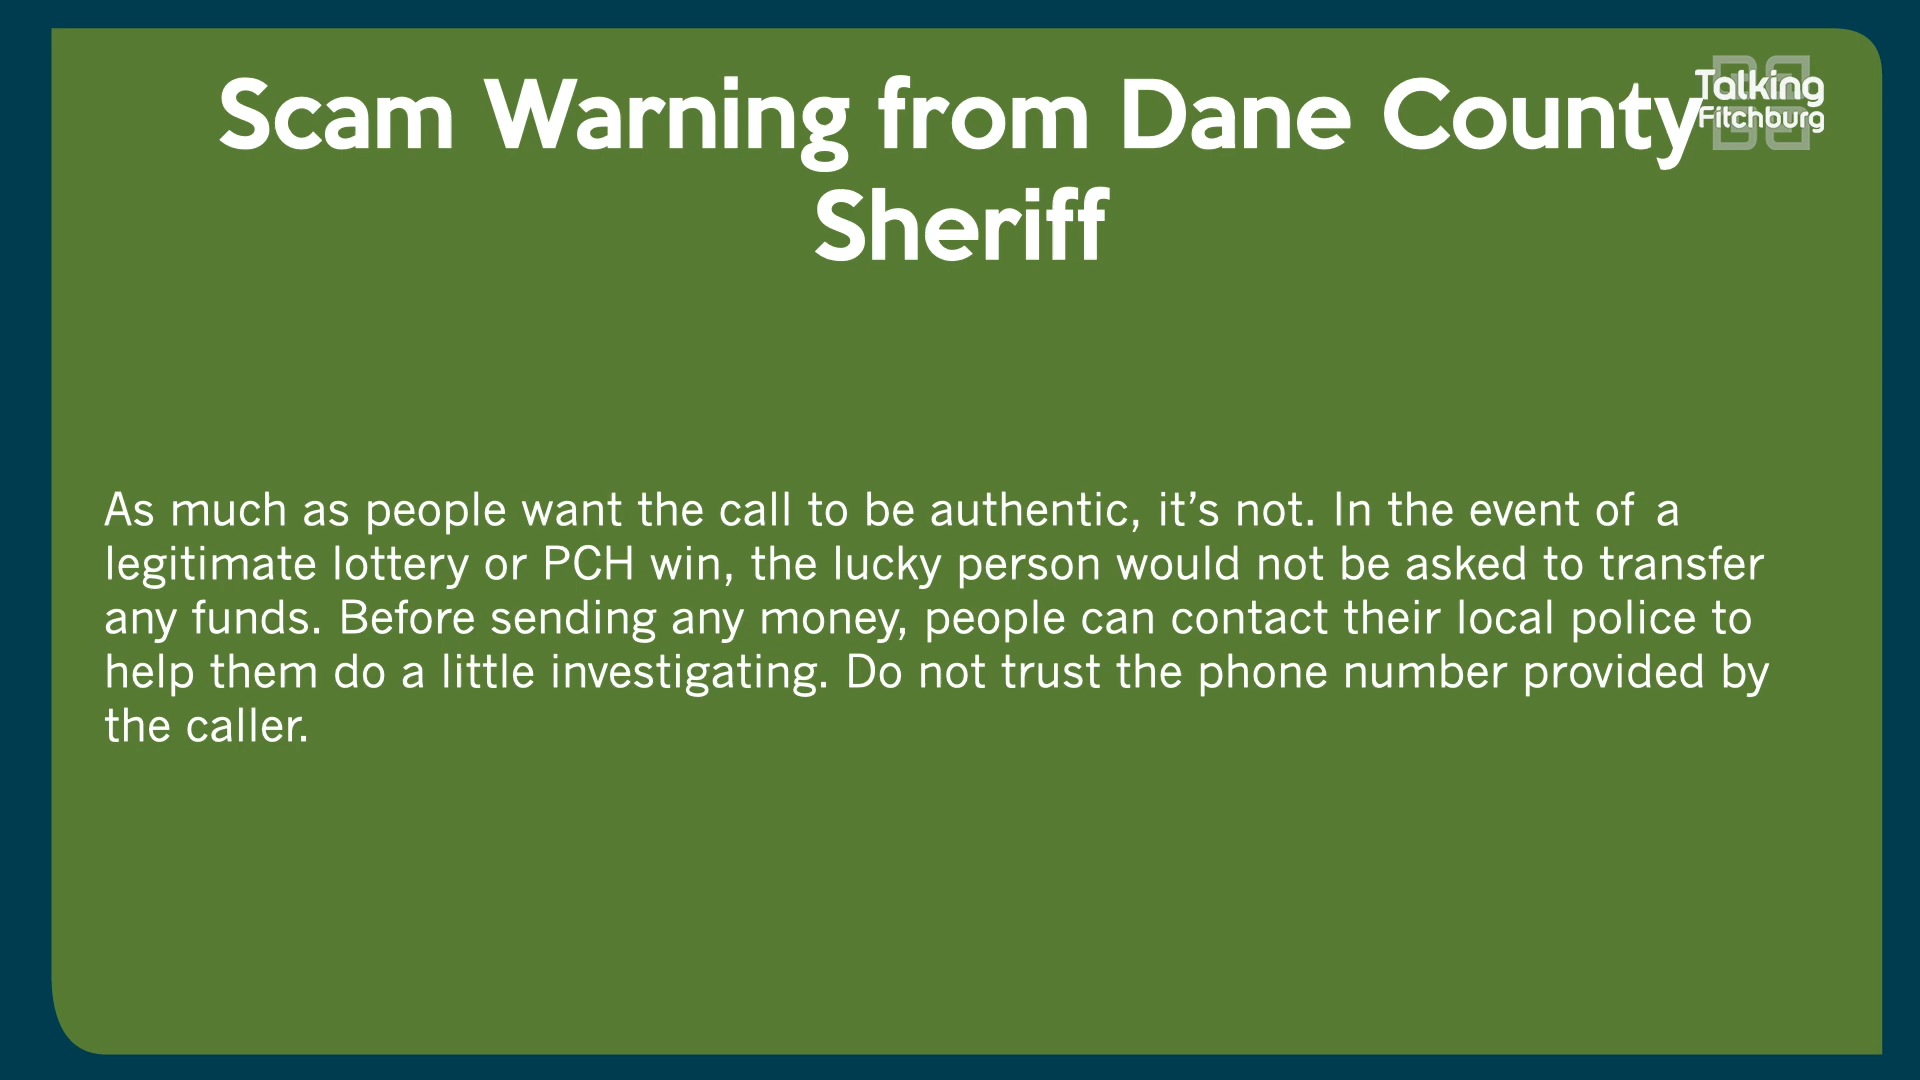 Scam Warning from Dane County
Sheriff
Talking
Fitchburg
As much as people want the call to be authentic, it’s not. In the event of a
legitimate lottery or PCH win, the lucky person would not be asked to transfer
any funds. Before sending any money, people can contact their local police to
help them do a little investigating. Do not trust the phone number provided by
the caller.